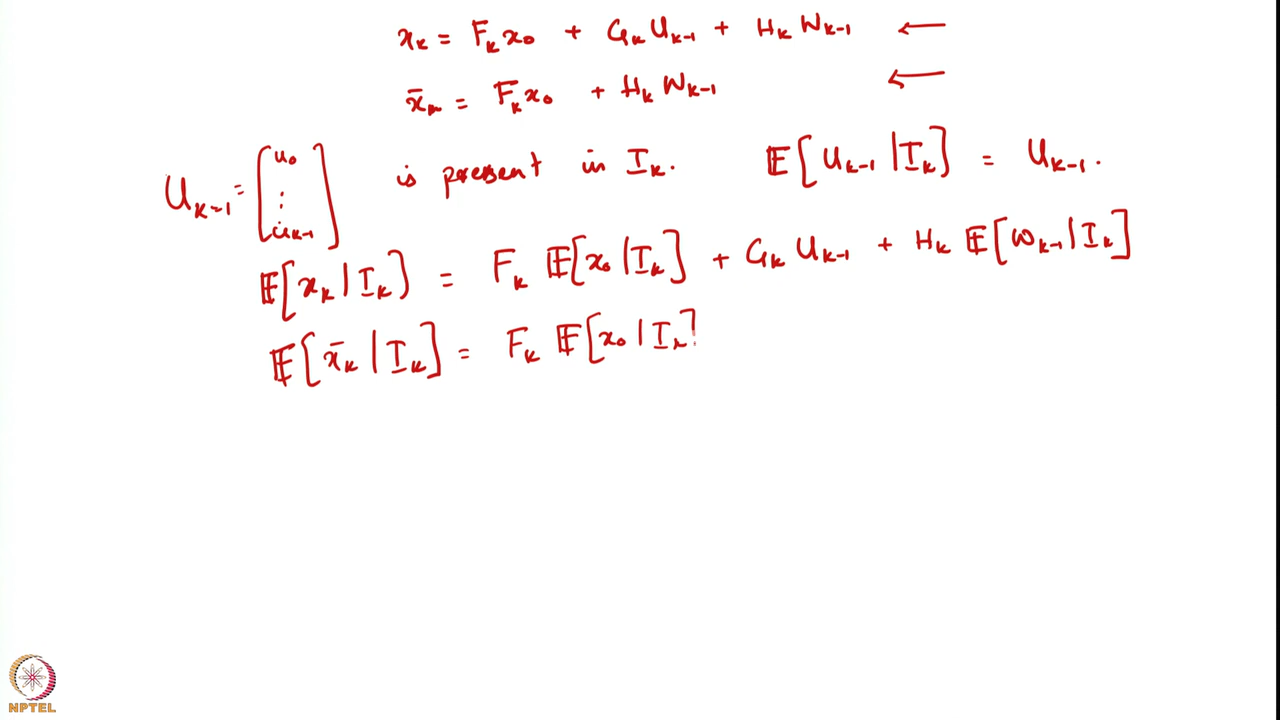 x_k = F_k x_0 + G_k U_{k-1} + H_k W_{k-1} ←
x̄_k = F_k x_0 + H_k W_{k-1} ←
U_{k-1} = [u_0 ⋮ u_{k-1}] is present in I_k. 𝔼[U_{k-1} | I_k] = U_{k-1}.
𝔼[x_k | I_k] = F_k 𝔼[x_0 | I_k] + G_k U_{k-1} + H_k 𝔼[W_{k-1} | I_k]
𝔼[x̄_k | I_k] = F_k 𝔼[x_0 | I_k]
NPTEL